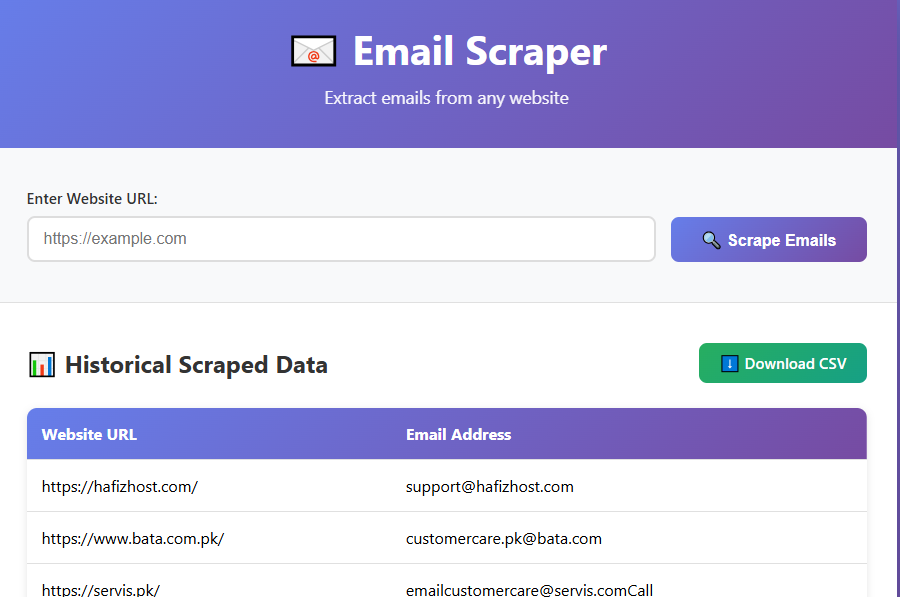 Email Scraper
Extract emails from any website
Enter Website URL:
https://example.com
Scrape Emails
Historical Scraped Data
Download CSV
Website URL Email Address
https://hafizhost.com/ support@hafizhost.com
https://www.bata.com.pk/ customercare.pk@bata.com
https://servis.pk/ emailcustomercare@servis.comCall